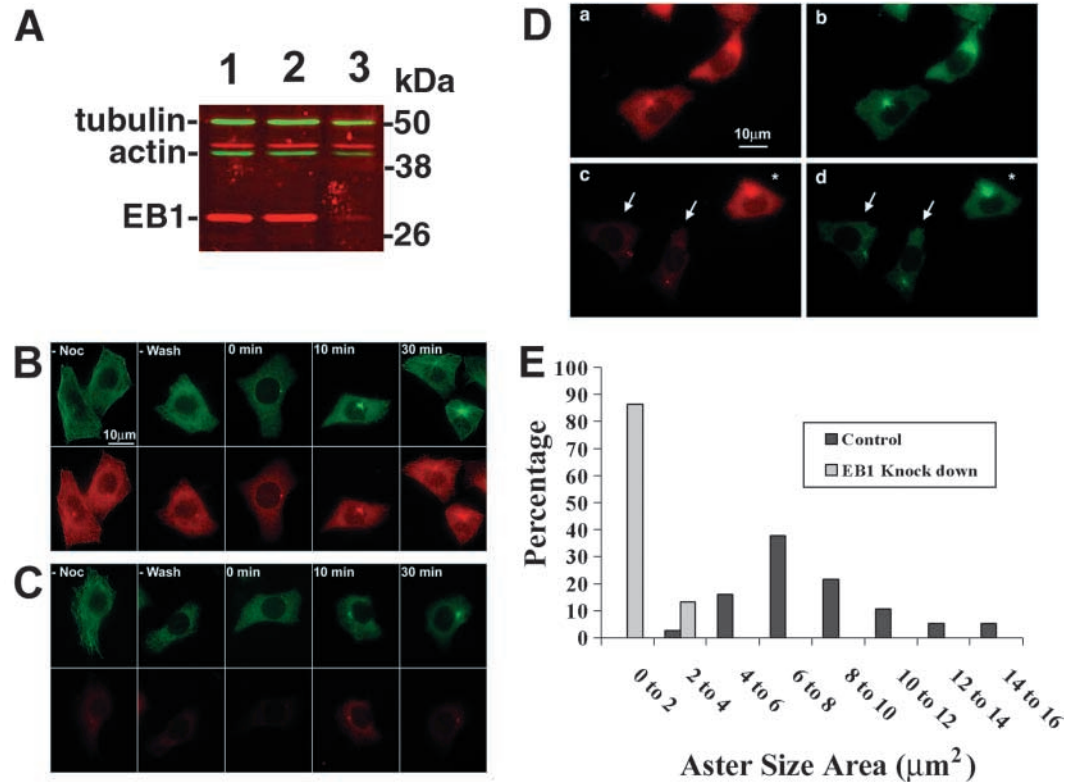 A
1 2 3 kDa
tubulin- -50
actin-
-38
EB1-
-26
B
- Noc - Wash 0 min 10 min 30 min
10µm
C
- Noc - Wash 0 min 10 min 30 min
D
a b
10µm
c * d *
E
100
90
80
70
60
50
40
30
20
10
0
Percentage
Control
EB1 Knock down
0 to 2
2 to 4
4 to 6
6 to 8
8 to 10
10 to 12
12 to 14
14 to 16
Aster Size Area (µm²)